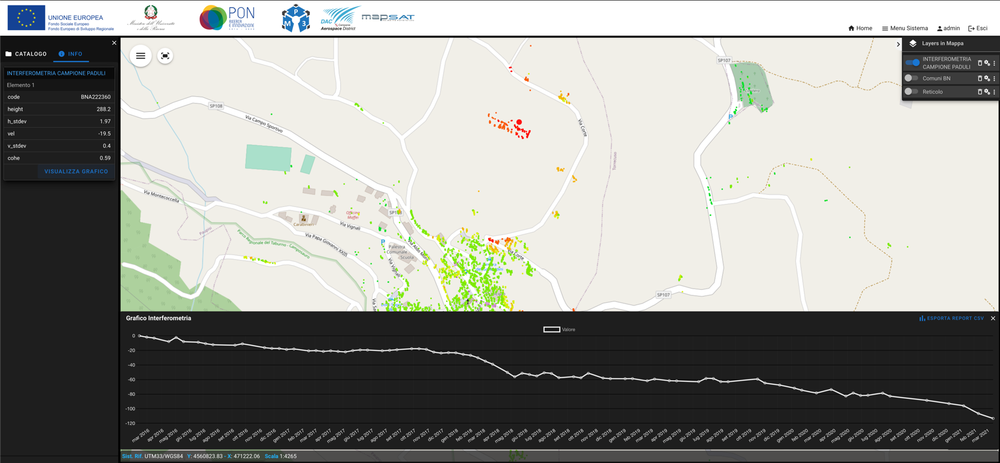 UNIONE EUROPEA
Fondo Sociale Europeo
Fondo Europeo di Sviluppo Regionale
Ministero dell'Università
e della Ricerca
PON
RICERCA
E INNOVAZIONE
P
M 3
DAC Campania
Aerospace District
mapsat
Home
Menu Sistema
admin
Esci
CATALOGO
INFO
INTERFEROMETRIA CAMPIONE PADULI
Elemento 1
code BNA222360
height 288.2
h_stdev 1.97
vel -19.5
v_stdev 0.4
cohe 0.59
VISUALIZZA GRAFICO
Layers in Mappa
INTERFEROMETRIA
CAMPIONE PADULI
Comuni BN
Reticolo
SP107
Cimitero
P
SP108
Via Campo Sportivo
Via Corte
Torrecuso
Via Montecoccella
Officine
Maffei
SP108
Carabinieri
Via Vignali
Paupisi
Parco Regionale del Taburno - Camposauro
Via Papa Giovanni XXIII
P
Palestra
Comunale
Scuola
Via Aldo Moro
Via Corte
Via Vignali
SP107
Grafico Interferometria
ESPORTA REPORT CSV
Valore
0
-20
-40
-60
-80
-100
-120
mar 2016
apr 2016
mag 2016
giu 2016
lug 2016
ago 2016
set 2016
ott 2016
nov 2016
dic 2016
gen 2017
feb 2017
mar 2017
apr 2017
mag 2017
giu 2017
lug 2017
ago 2017
set 2017
ott 2017
nov 2017
dic 2017
gen 2018
feb 2018
mar 2018
apr 2018
mag 2018
giu 2018
lug 2018
ago 2018
set 2018
ott 2018
nov 2018
dic 2018
gen 2019
feb 2019
mar 2019
apr 2019
mag 2019
giu 2019
lug 2019
ago 2019
set 2019
ott 2019
nov 2019
dic 2019
gen 2020
feb 2020
mar 2020
apr 2020
mag 2020
giu 2020
lug 2020
ago 2020
set 2020
ott 2020
nov 2020
dic 2020
gen 2021
feb 2021
mar 2021
Sist. Rif. UTM33/WGS84 Y: 4560823.83 - X: 471222.06 Scala 1:4265